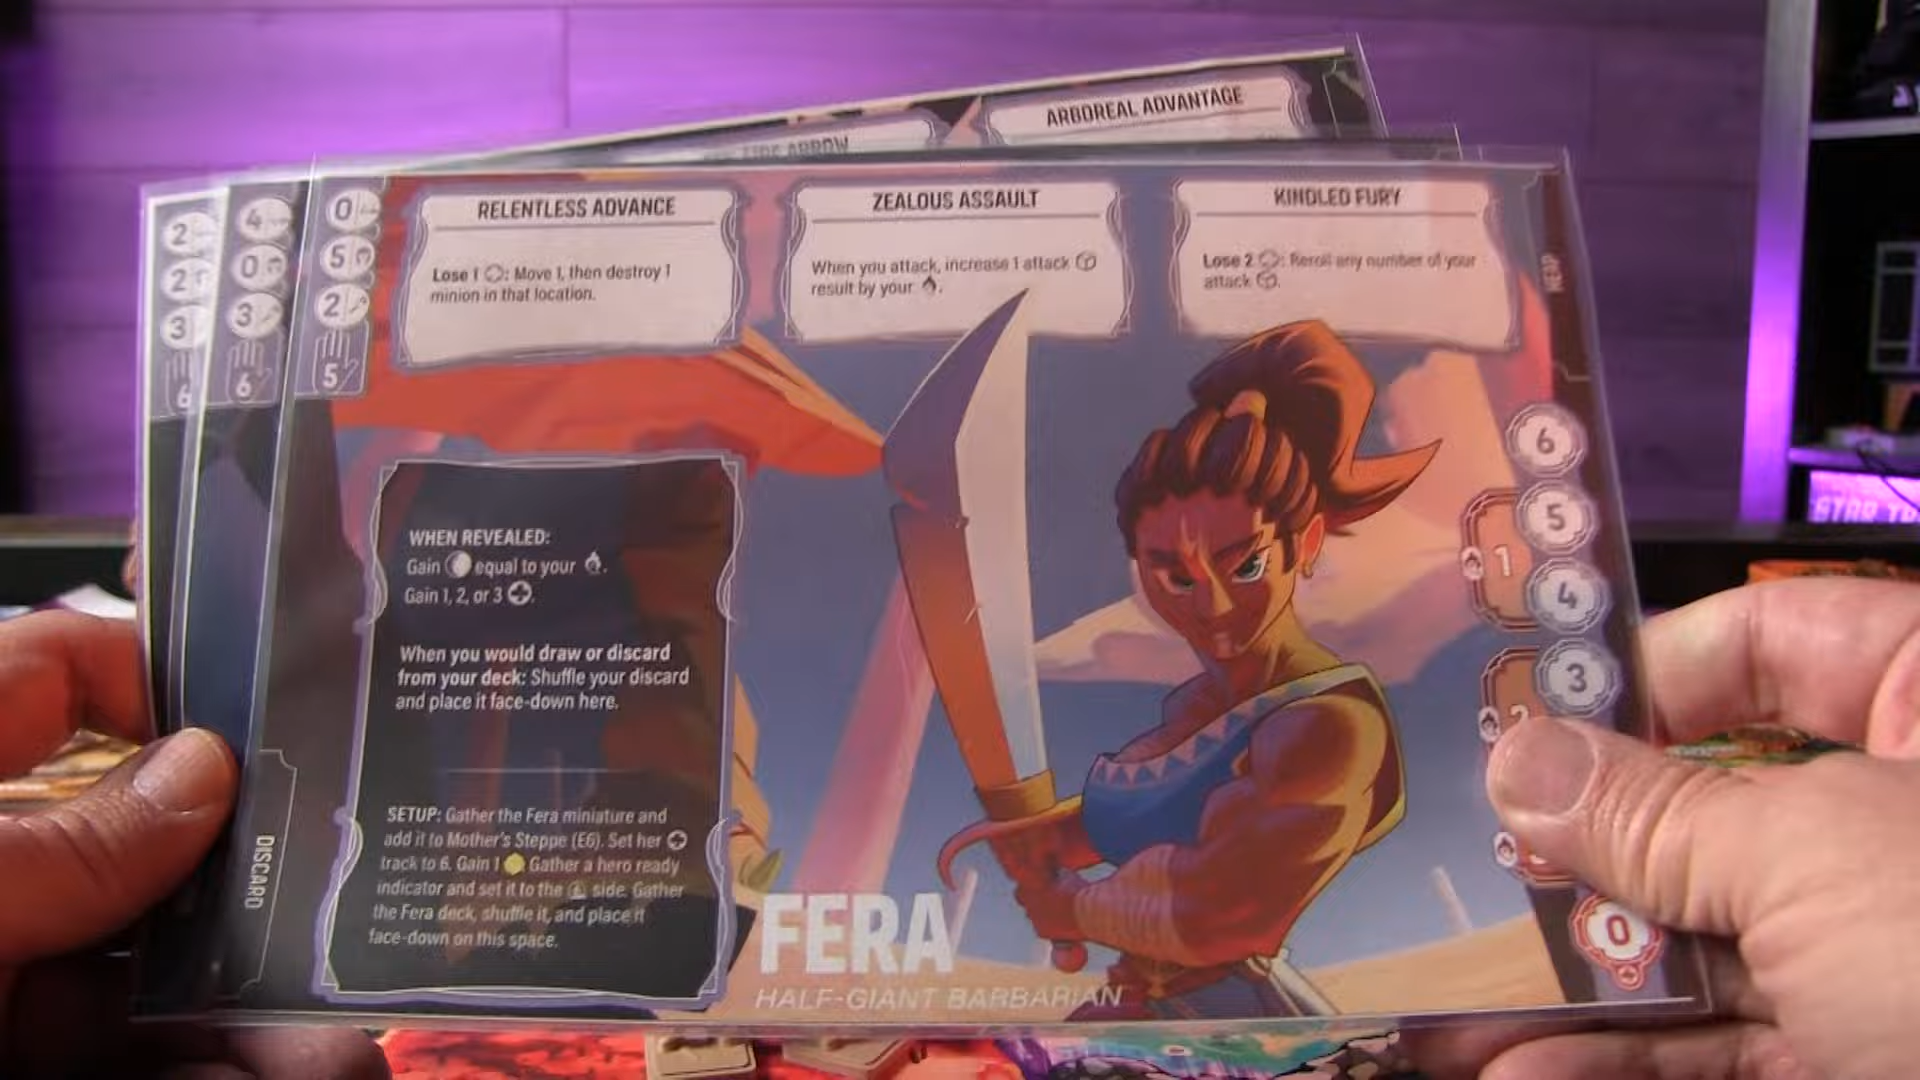 ARBOREAL ADVANTAGE
ARROW
2
2
3
6
4
0
3
6
0
5
2
5
RELENTLESS ADVANCE
Lose 1 : Move 1, then destroy 1
minion in that location.
ZEALOUS ASSAULT
When you attack, increase 1 attack
result by your .
KINDLED FURY
Lose 2 : Reroll any number of your
attack .
HEAP
WHEN REVEALED:
Gain equal to your .
Gain 1, 2, or 3 .
When you would draw or discard
from your deck: Shuffle your discard
and place it face-down here.
SETUP: Gather the Fera miniature and
add it to Mother's Steppe (E6). Set her
track to 6. Gain 1 Gather a hero ready
indicator and set it to the side. Gather
the Fera deck, shuffle it, and place it
face-down on this space.
DISCARD
FERA
HALF-GIANT BARBARIAN
6
5
1
4
3
2
0
STAR